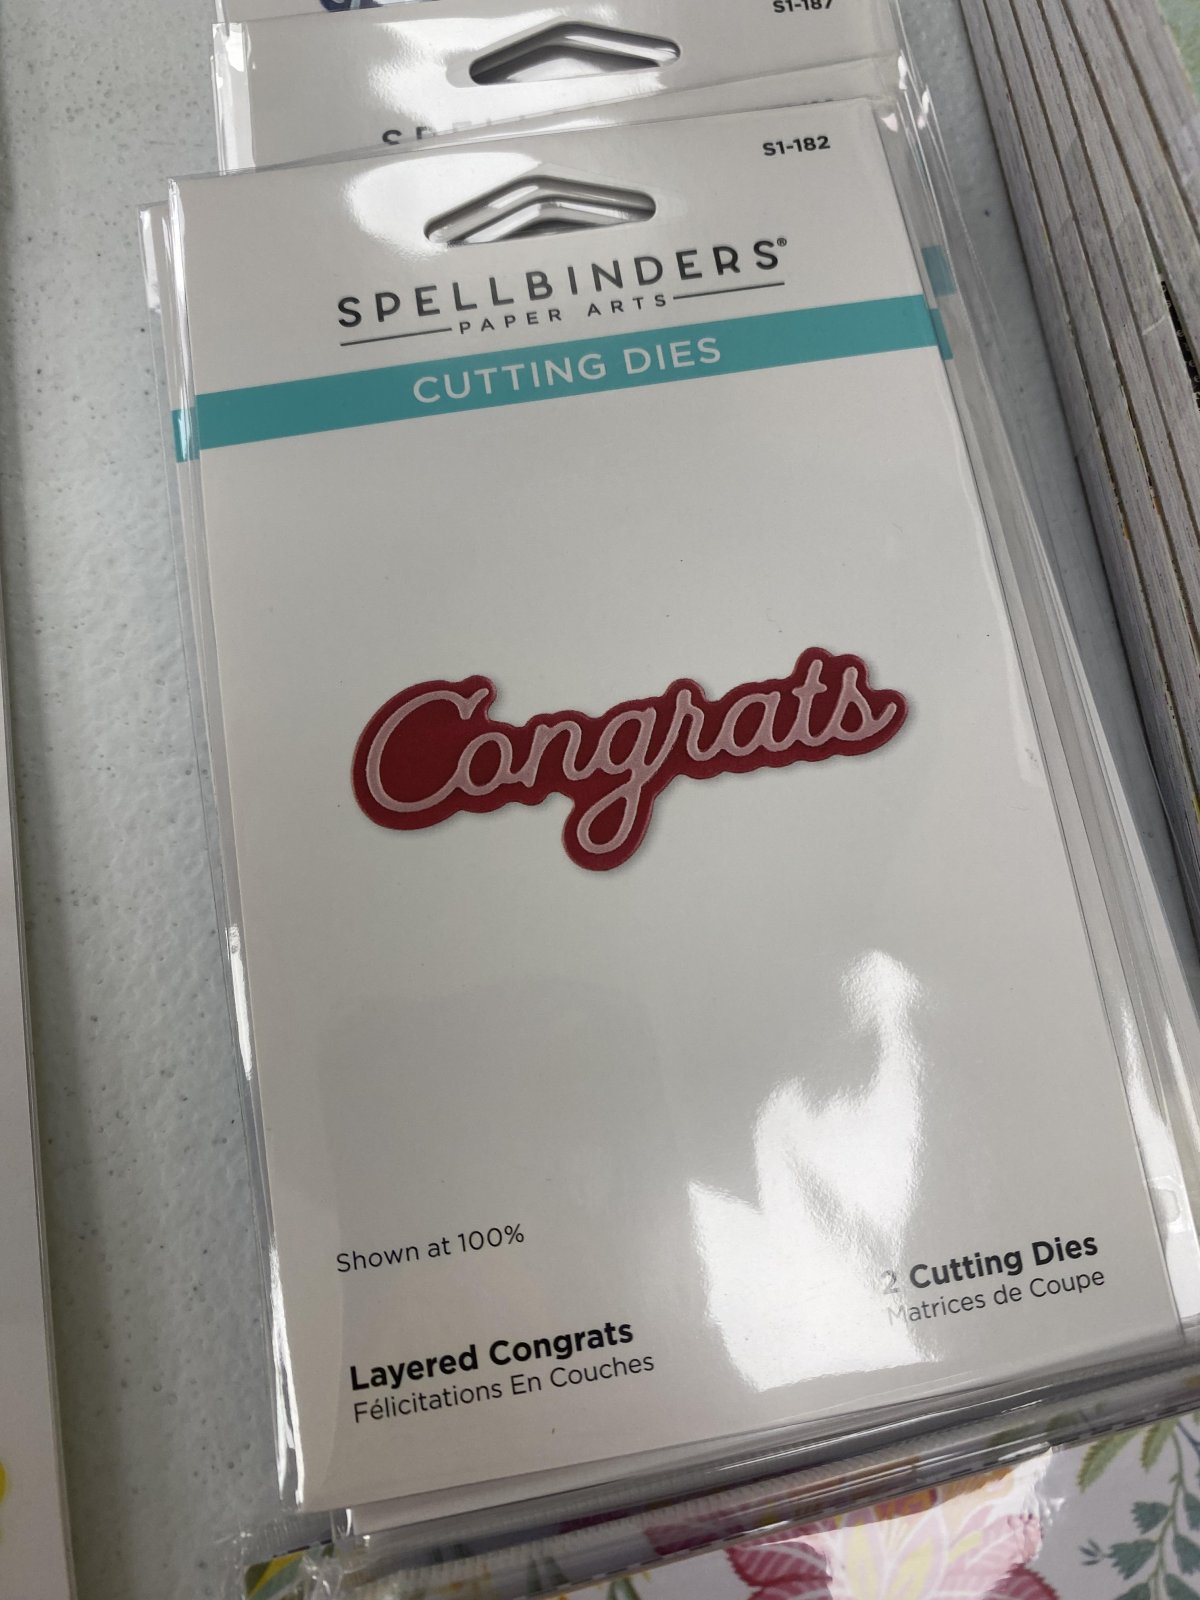 S1-187
S1-182
SPELLBINDERS®
PAPER ARTS
CUTTING DIES
Congrats
Shown at 100%
2 Cutting Dies
Matrices de Coupe
Layered Congrats
Félicitations En Couches